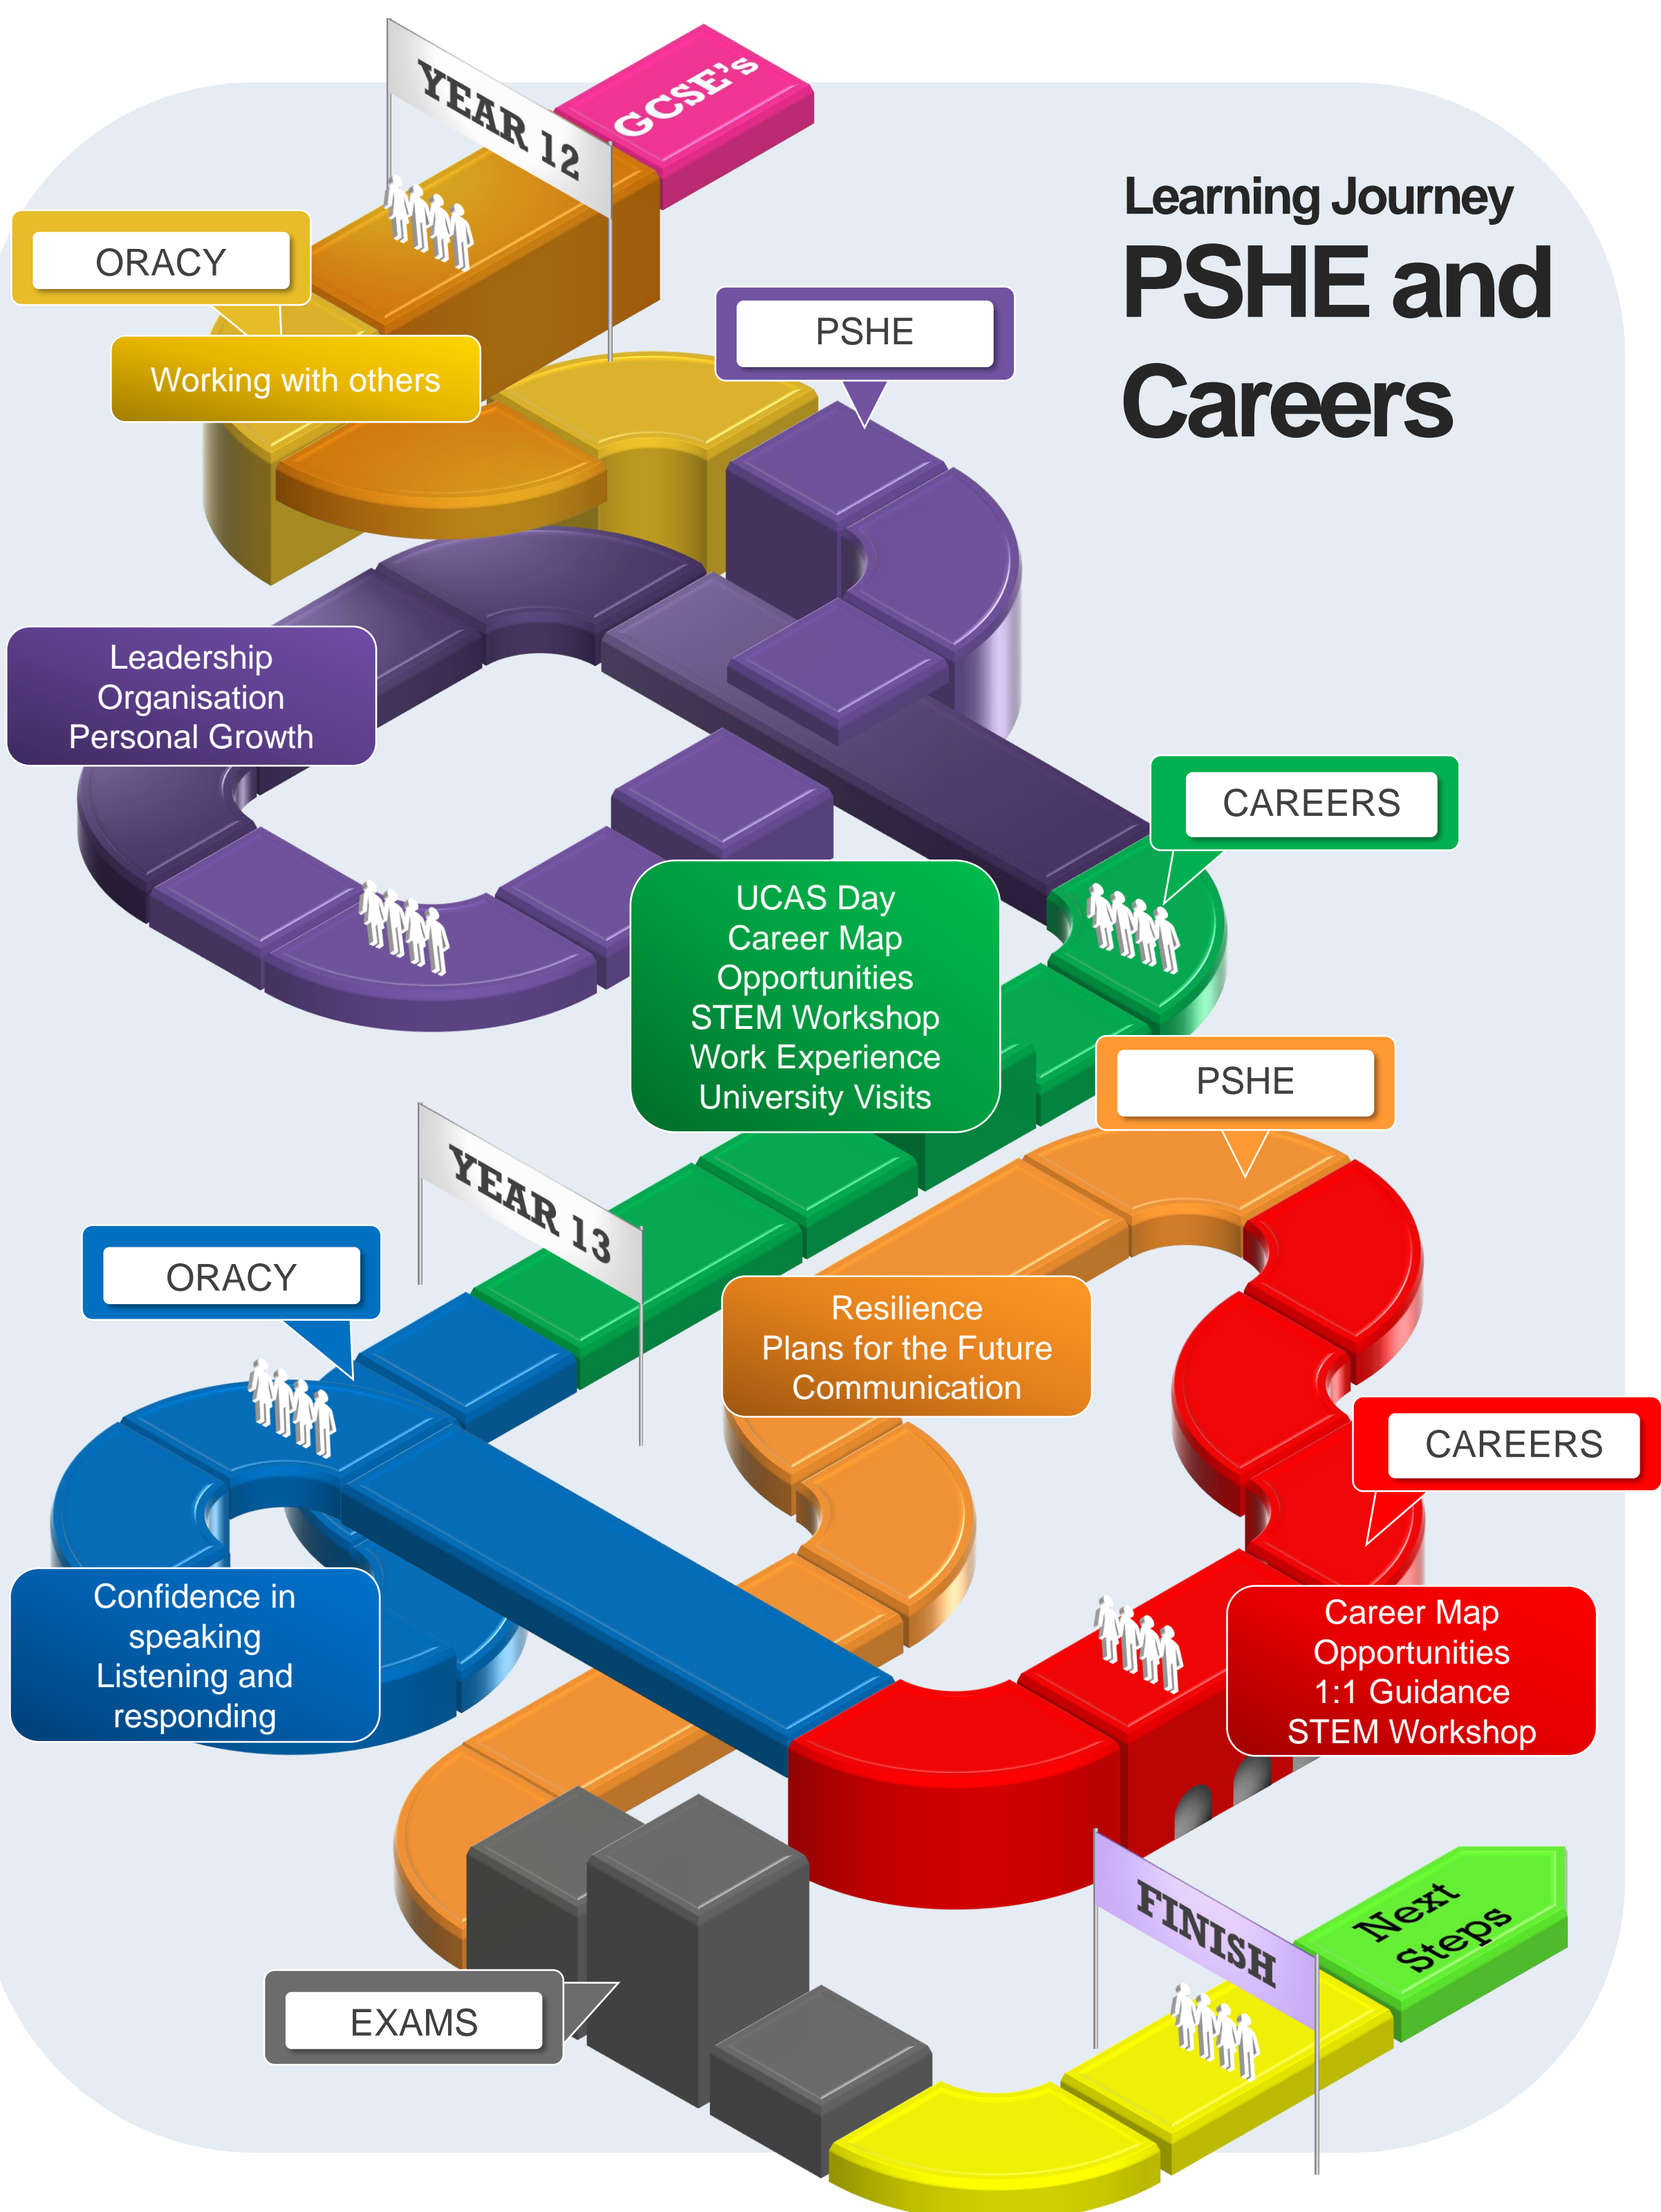 GCSE's
YEAR 12
Learning Journey
PSHE and
Careers
ORACY
Working with others
PSHE
Leadership
Organisation
Personal Growth
CAREERS
UCAS Day
Career Map
Opportunities
STEM Workshop
Work Experience
University Visits
PSHE
YEAR 13
ORACY
Resilience
Plans for the Future
Communication
CAREERS
Confidence in
speaking
Listening and
responding
Career Map
Opportunities
1:1 Guidance
STEM Workshop
EXAMS
FINISH
Next
Steps